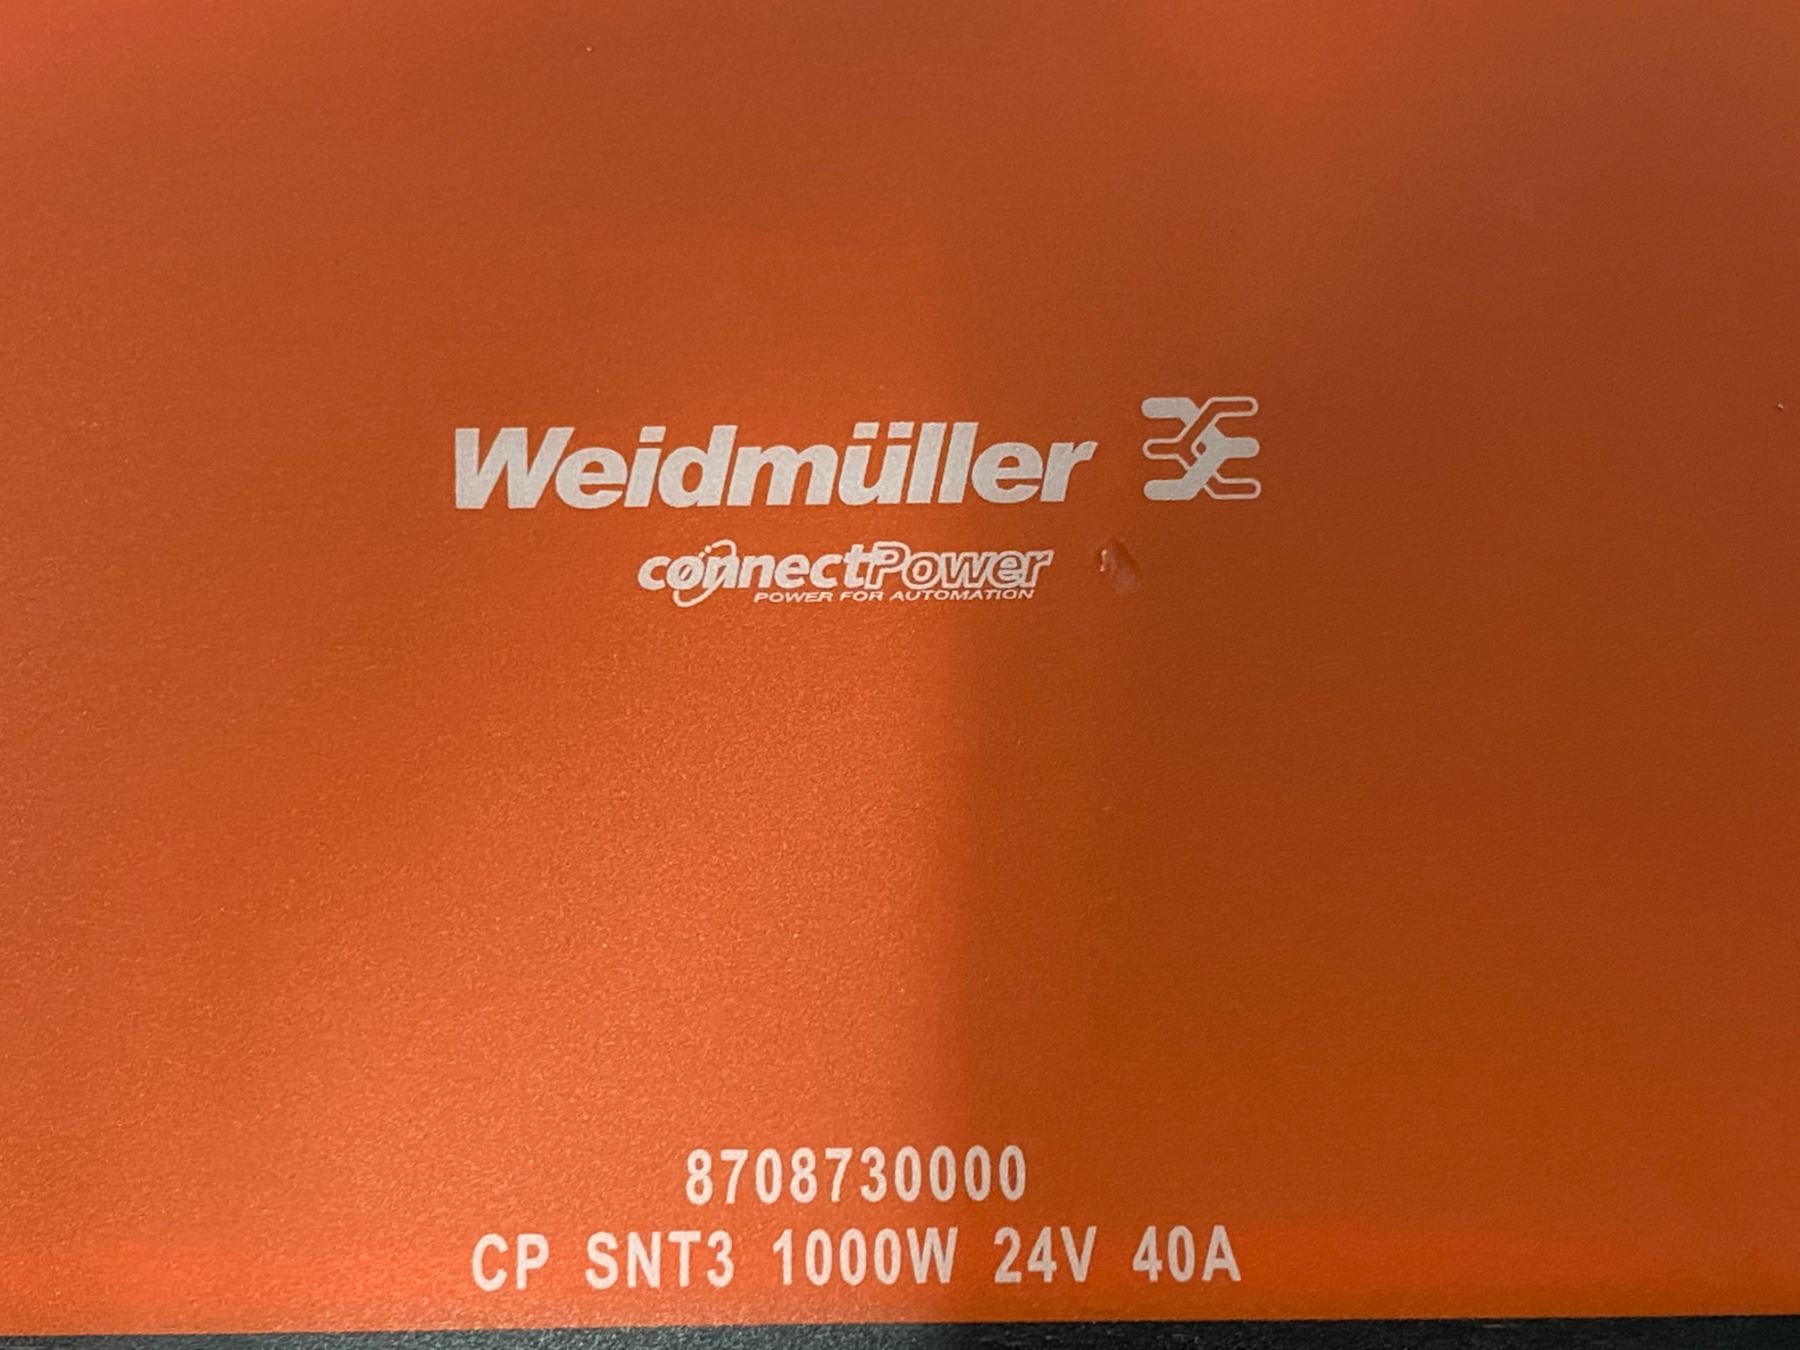 Weidmüller
connectPower
POWER FOR AUTOMATION
8708730000
CP SNT3 1000W 24V 40A